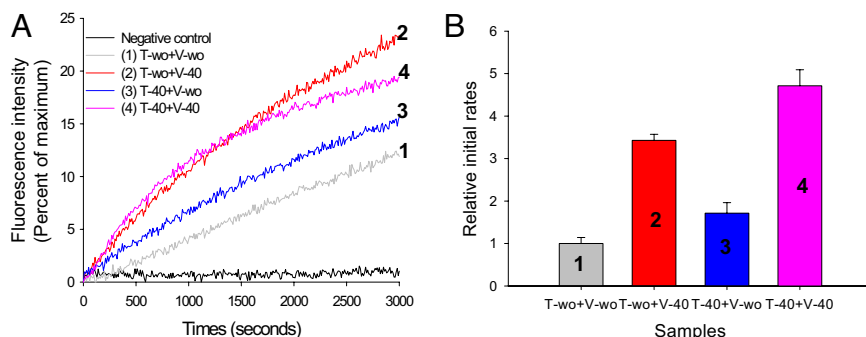 A
25
20
15
10
5
0
Fluorescence intensity
(Percent of maximum)
Negative control
(1) T-wo+V-wo
(2) T-wo+V-40
(3) T-40+V-wo
(4) T-40+V-40
2
4
3
1
0 500 1000 1500 2000 2500 3000
Times (seconds)
B
6
5
4
3
2
1
0
Relative initial rates
1
2
3
4
T-wo+V-wo T-wo+V-40 T-40+V-wo T-40+V-40
Samples